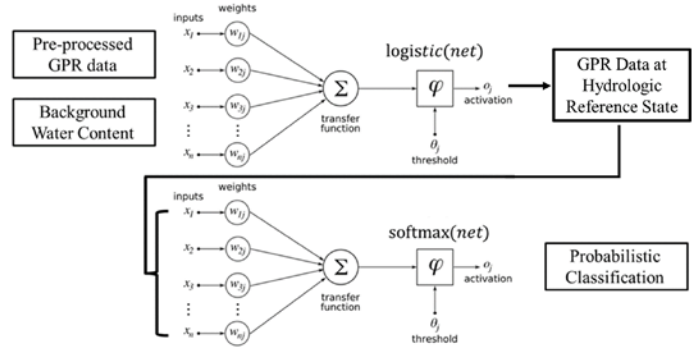 Pre-processed
GPR data
Background
Water Content
inputs
weights
x1
w1j
x2
w2j
x3
w3j
xn
wnj
Σ
transfer
function
logistic(net)
φ
oj
activation
θj
threshold
GPR Data at
Hydrologic
Reference State
inputs
weights
x1
w1j
x2
w2j
x3
w3j
xn
wnj
Σ
transfer
function
softmax(net)
φ
oj
activation
θj
threshold
Probabilistic
Classification